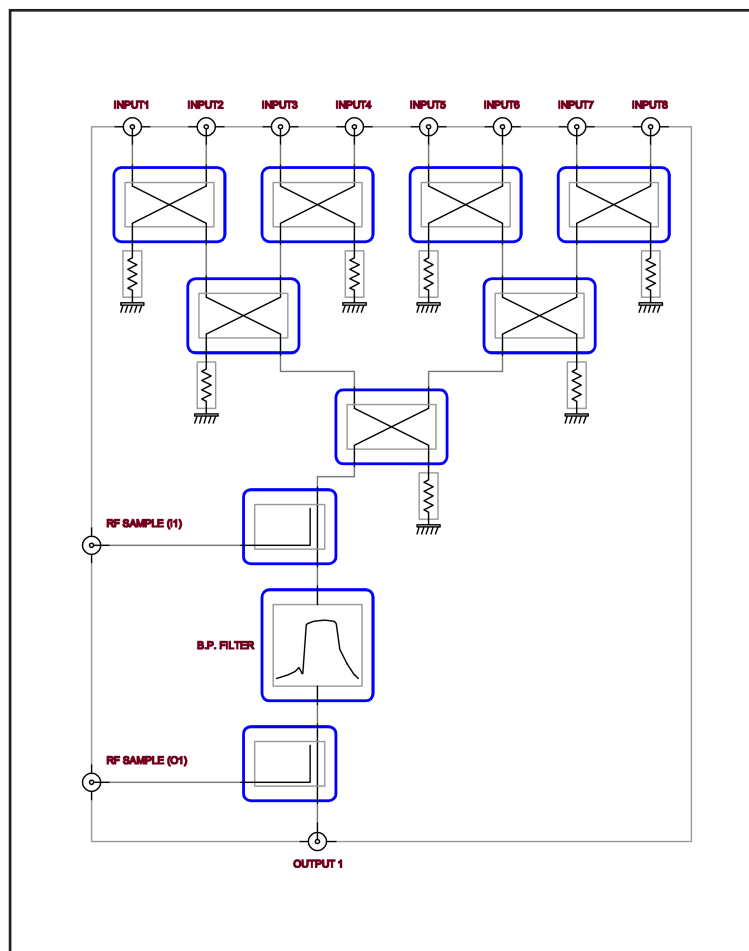 INPUT1 INPUT2 INPUT3 INPUT4 INPUT5 INPUT6 INPUT7 INPUT8
RF SAMPLE (I1)
B.P. FILTER
RF SAMPLE (O1)
OUTPUT 1